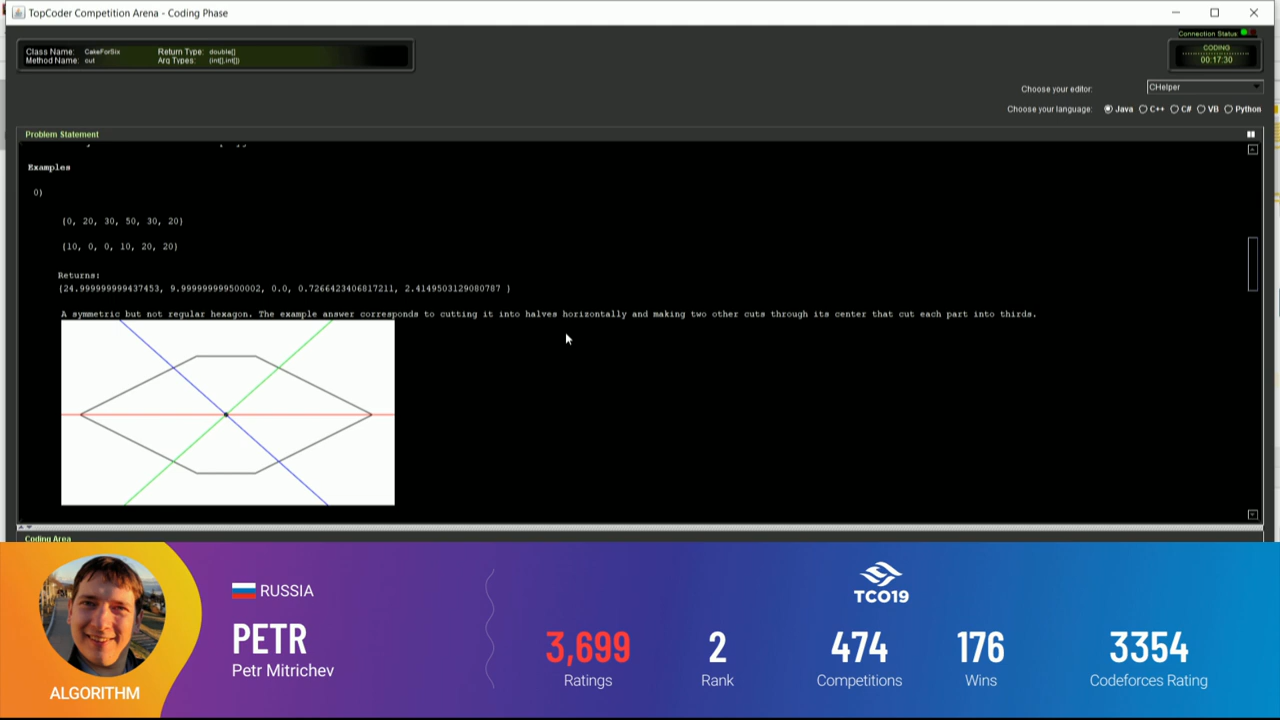 TopCoder Competition Arena - Coding Phase
Connection Status
Class Name: CakeForSix Return Type: double[]
Method Name: cut Arg Types: (int[],int[])
CODING
00:17:30
Choose your editor: CHelper
Choose your language: Java C++ C# VB Python
Problem Statement
Examples
0)
{0, 20, 30, 50, 30, 20}
{10, 0, 0, 10, 20, 20}
Returns:
{24.999999999437453, 9.999999999500002, 0.0, 0.7266423406817211, 2.4149503129080787 }
A symmetric but not regular hexagon. The example answer corresponds to cutting it into halves horizontally and making two other cuts through its center that cut each part into thirds.
Coding Area
RUSSIA
PETR
Petr Mitrichev
ALGORITHM
TCO19
3,699 2 474 176 3354
Ratings Rank Competitions Wins Codeforces Rating